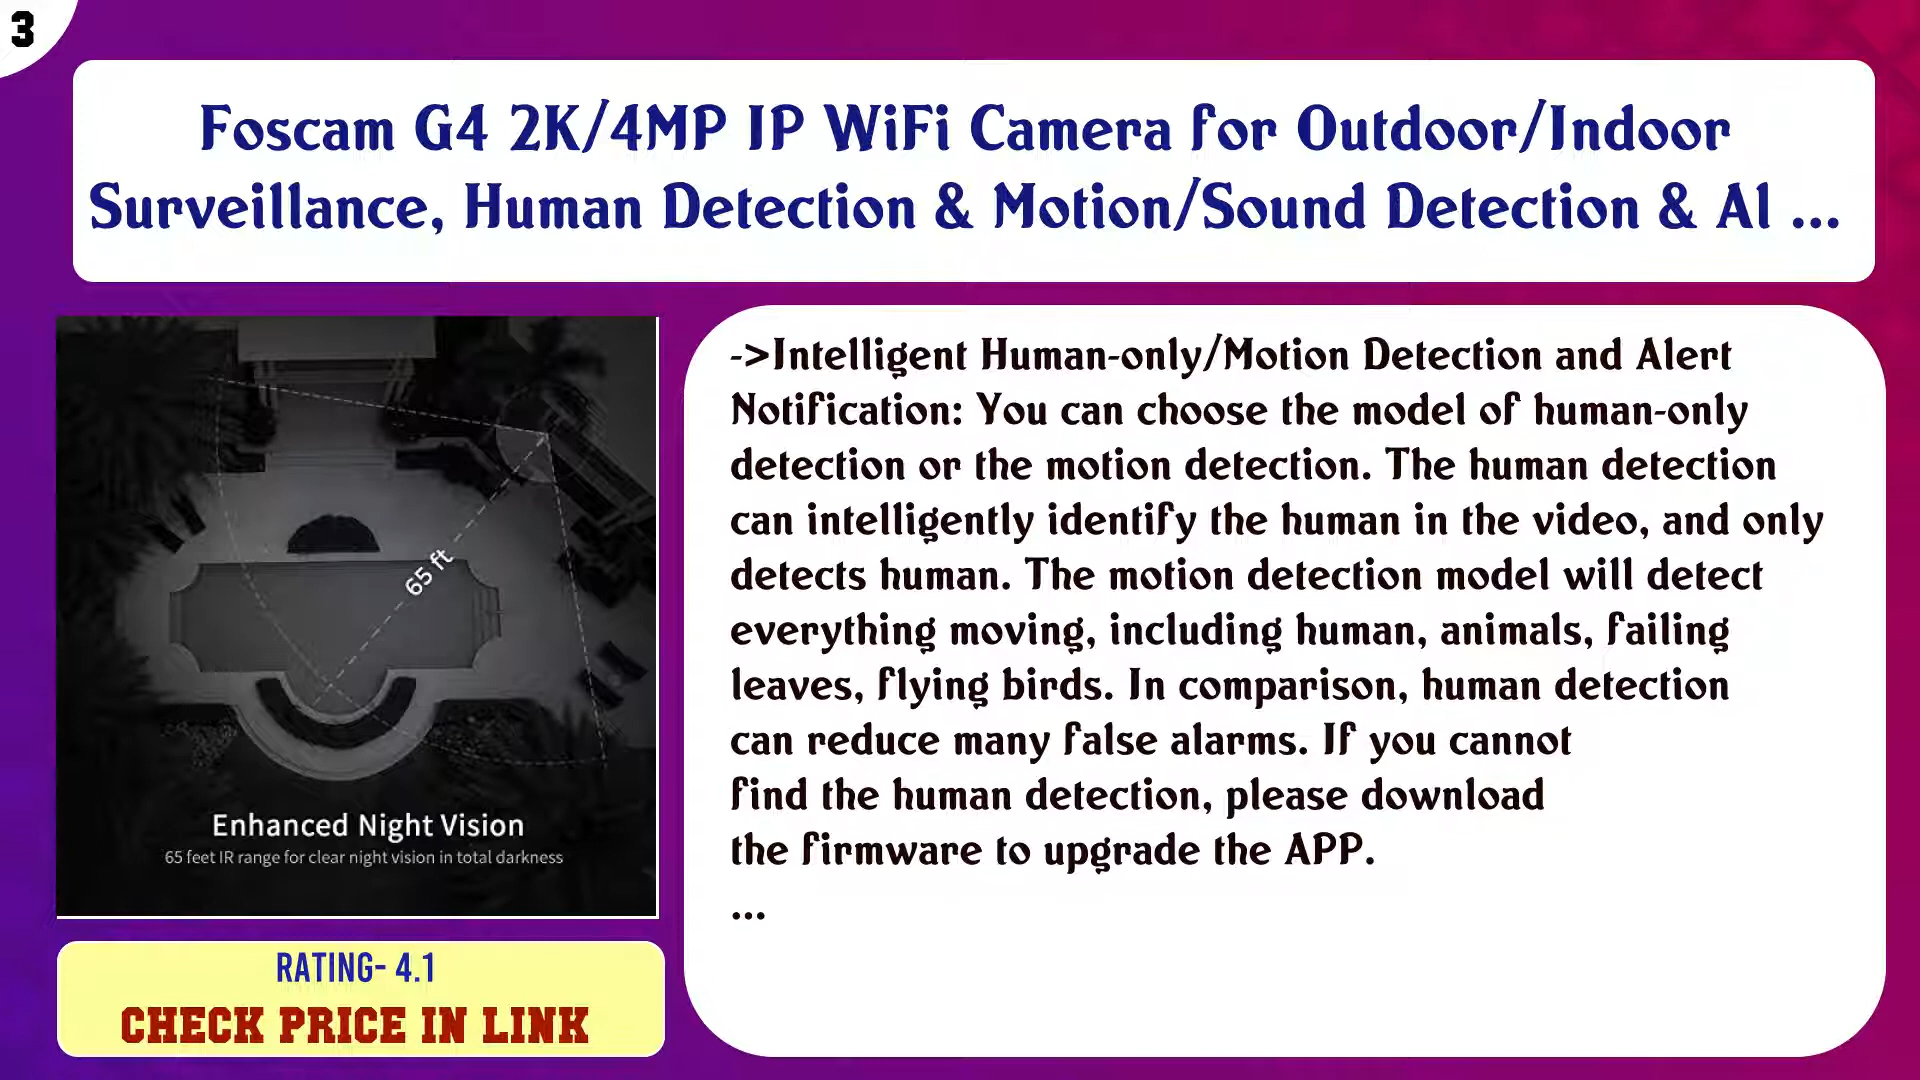 3
Foscam G4 2K/4MP IP WiFi Camera for Outdoor/Indoor
Surveillance, Human Detection & Motion/Sound Detection & Al ...
->Intelligent Human-only/Motion Detection and Alert
Notification: You can choose the model of human-only
detection or the motion detection. The human detection
can intelligently identify the human in the video, and only
detects human. The motion detection model will detect
everything moving, including human, animals, failing
leaves, flying birds. In comparison, human detection
can reduce many false alarms. If you cannot
find the human detection, please download
the firmware to upgrade the APP.
...
65 ft
Enhanced Night Vision
65 feet IR range for clear night vision in total darkness
RATING- 4.1
CHECK PRICE IN LINK